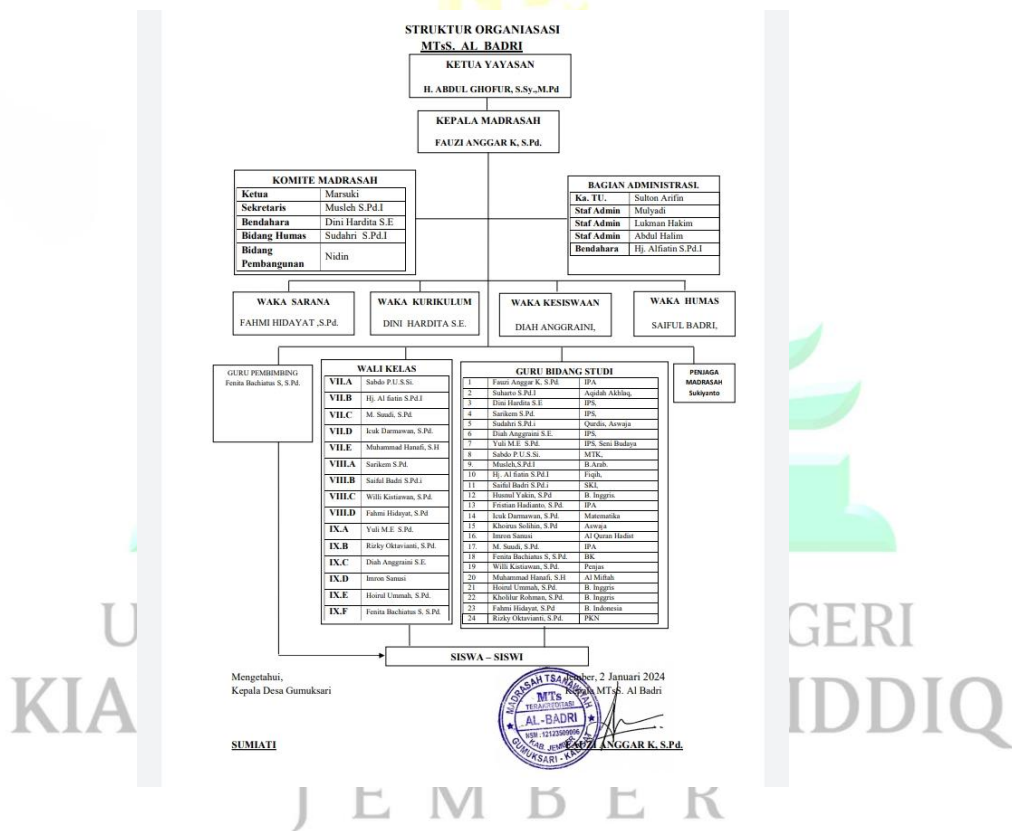 STRUKTUR ORGANIASASI
MTsS. AL BADRI
KETUA YAYASAN
H. ABDUL GHOFUR, S.Sy.,M.Pd
KEPALA MADRASAH
FAUZI ANGGAR K, S.Pd.
KOMITE MADRASAH
Ketua Marsuki
Sekretaris Musleh S.Pd.I
Bendahara Dini Hardita S.E
Bidang Humas Sudahri S.Pd.I
Bidang Pembangunan Nidin
BAGIAN ADMINISTRASI.
Ka. TU. Sulton Arifin
Staf Admin Mulyadi
Staf Admin Lukman Hakim
Staf Admin Abdul Halim
Bendahara Hj. Alfiatin S.Pd.I
WAKA SARANA
FAHMI HIDAYAT ,S.Pd.
WAKA KURIKULUM
DINI HARDITA S.E.
WAKA KESISWAAN
DIAH ANGGRAINI,
WAKA HUMAS
SAIFUL BADRI,
GURU PEMBIMBING
Fenita Bachiatus S, S.Pd.
WALI KELAS
VII.A Sabdo P.U.S.Si.
VII.B Hj. Al fiatin S.Pd.I
VII.C M. Suudi, S.Pd.
VII.D Icuk Darmawan, S.Pd.
VII.E Muhammad Hanafi, S.H
VIII.A Sarikem S.Pd.
VIII.B Saiful Badri S.Pd.i
VIII.C Willi Kistiawan, S.Pd.
VIII.D Fahmi Hidayat, S.Pd
IX.A Yuli M.E S.Pd.
IX.B Rizky Oktavianti, S.Pd.
IX.C Diah Anggraini S.E
IX.D Imron Sanusi
IX.E Hoirul Ummah, S.Pd.
IX.F Fenita Bachiatus S. S.Pd.
GURU BIDANG STUDI
1 Fauzi Anggar K, S.Pd. IPA
2 Suharto S.Pd.I Aqidah Akhlaq,
3 Dini Hardita S.E IPS,
4 Sarikem S.Pd. IPS,
5 Sudahri S.Pd.i Qurdis, Aswaja
6 Diah Anggraini S.E. IPS,
7 Yuli M.E S.Pd. IPS, Seni Budaya
8 Sabdo P.U.S.Si. MTK,
9. Musleh,S.Pd.I B.Arab.
10 Hj. Al fiatin S.Pd.I Fiqih,
11 Saiful Badri S.Pd.i SKI,
12 Husnul Yakin, S.Pd B. Inggris.
13 Fristian Hadianto, S.Pd. IPA
14 Icuk Darmawan, S.Pd. Matematika
15 Khoirus Solihin, S.Pd Aswaja
16. Imron Sanusi Al Quran Hadist
17. M. Suudi, S.Pd. IPA
18 Fenita Bachiatus S, S.Pd. BK
19 Willi Kistiawan, S.Pd. Penjas
20 Muhammad Hanafi, S.H Al Miftah
21 Hoirul Ummah, S.Pd. B. Inggris
22 Kholilur Rohman, S.Pd. B. Inggris
23 Fahmi Hidayat, S.Pd B. Indonesia
24 Rizky Oktavianti, S.Pd. PKN
PENJAGA
MADRASAH
Sukiyanto
SISWA – SISWI
Mengetahui,
Kepala Desa Gumuksari
SUMIATI
Jember, 2 Januari 2024
Kepala MTsS. Al Badri
FAUZI ANGGAR K, S.Pd.
MADRASAH TSANAWIYAH
MTs
TERAKREDITASI
AL-BADRI
KAB. JEMBER
U GERI
KIA IDDIQ
JEMBER